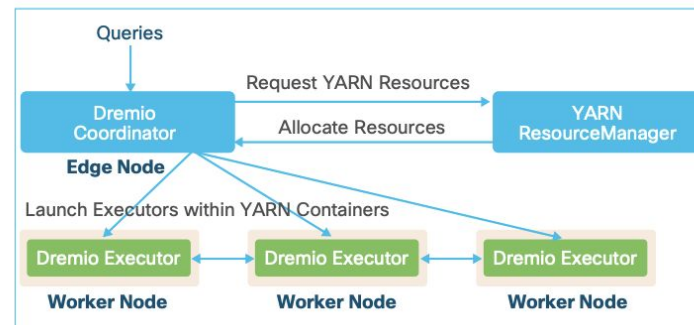 Queries
Dremio
Coordinator
Request YARN Resources
Allocate Resources
YARN
ResourceManager
Edge Node
Launch Executors within YARN Containers
Dremio Executor
Dremio Executor
Dremio Executor
Worker Node
Worker Node
Worker Node